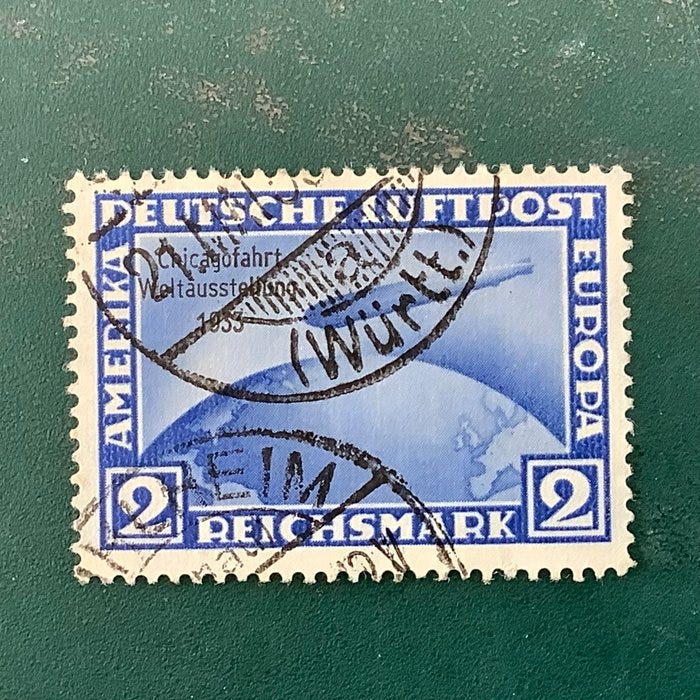 DEUTSCHE LUFTPOST
AMERIKA
EUROPA
Chicagofahrt
Weltausstellung
1933
(Württ.)
2
2
REICHSMARK